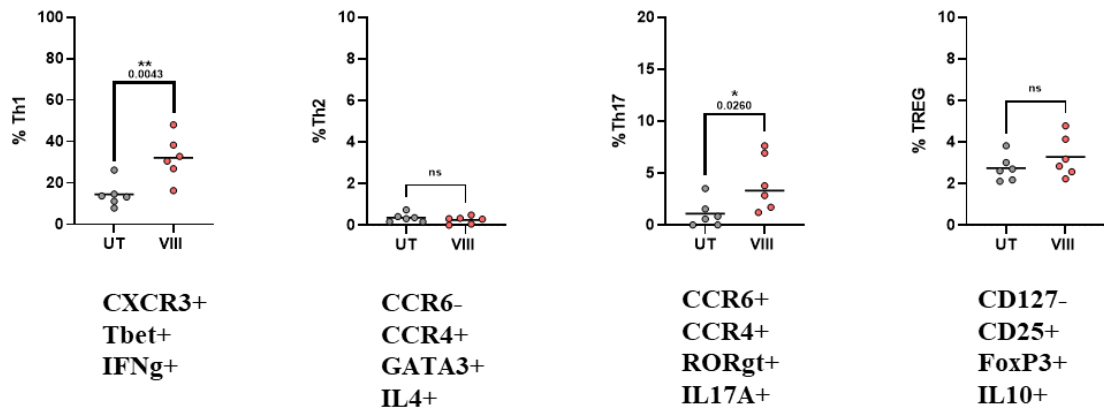 % Th1
100
80
60
40
20
0
**
0.0043
UT VIII
CXCR3+
Tbet+
IFNg+
% Th2
10
8
6
4
2
0
ns
UT VIII
CCR6-
CCR4+
GATA3+
IL4+
%Th17
20
15
10
5
0
*
0.0260
UT VIII
CCR6+
CCR4+
RORgt+
IL17A+
% TREG
10
8
6
4
2
0
ns
UT VIII
CD127-
CD25+
FoxP3+
IL10+